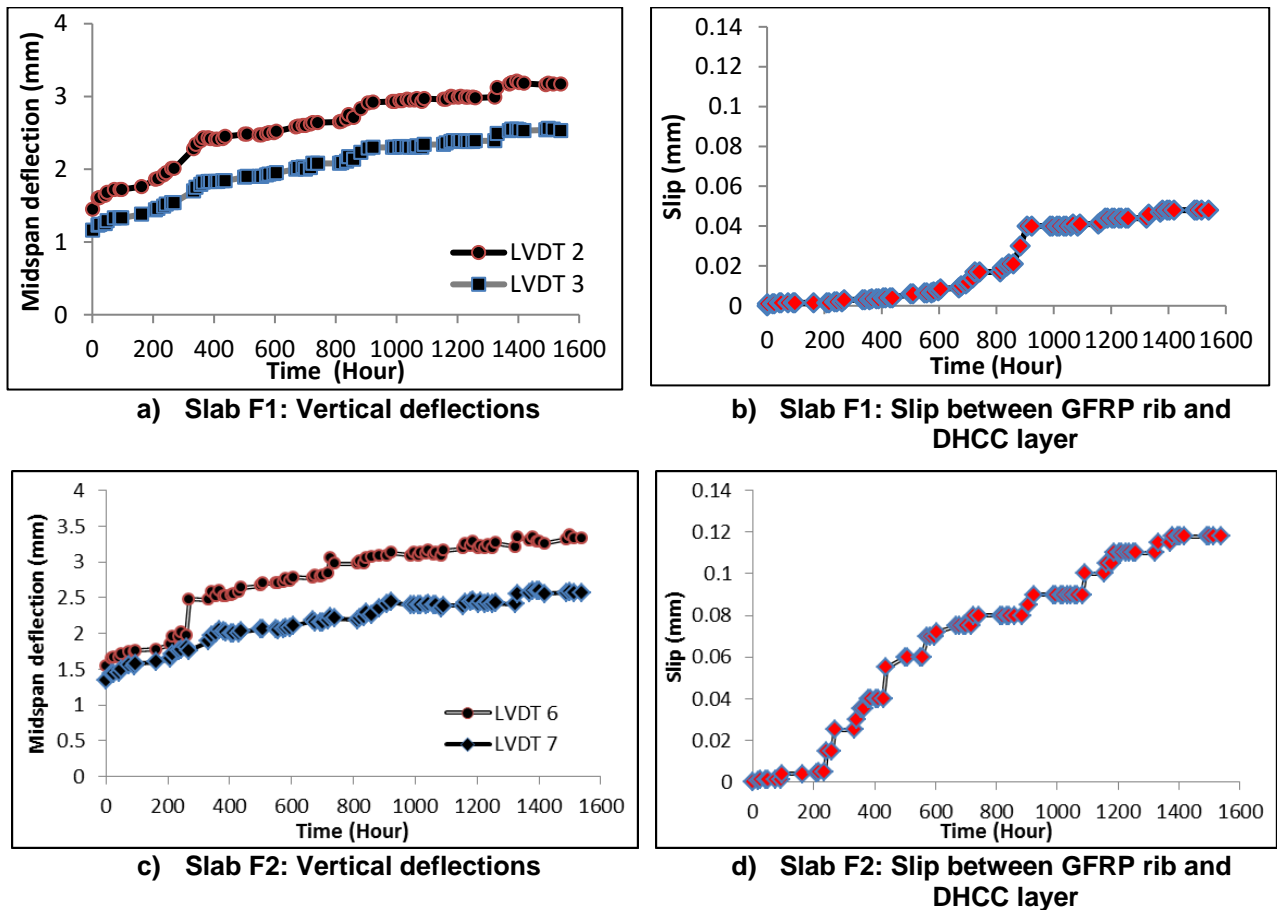 Midspan deflection (mm)
4
3
2
1
0
LVDT 2
LVDT 3
0 200 400 600 800 1000 1200 1400 1600
Time (Hour)
a) Slab F1: Vertical deflections
Slip (mm)
0.14
0.12
0.1
0.08
0.06
0.04
0.02
0
0 200 400 600 800 1000 1200 1400 1600
Time (Hour)
b) Slab F1: Slip between GFRP rib and
DHCC layer
Midspan deflection (mm)
4
3.5
3
2.5
2
1.5
1
0.5
0
LVDT 6
LVDT 7
0 200 400 600 800 1000 1200 1400 1600
Time (Hour)
c) Slab F2: Vertical deflections
Slip (mm)
0.14
0.12
0.1
0.08
0.06
0.04
0.02
0
0 200 400 600 800 1000 1200 1400 1600
Time (Hour)
d) Slab F2: Slip between GFRP rib and
DHCC layer